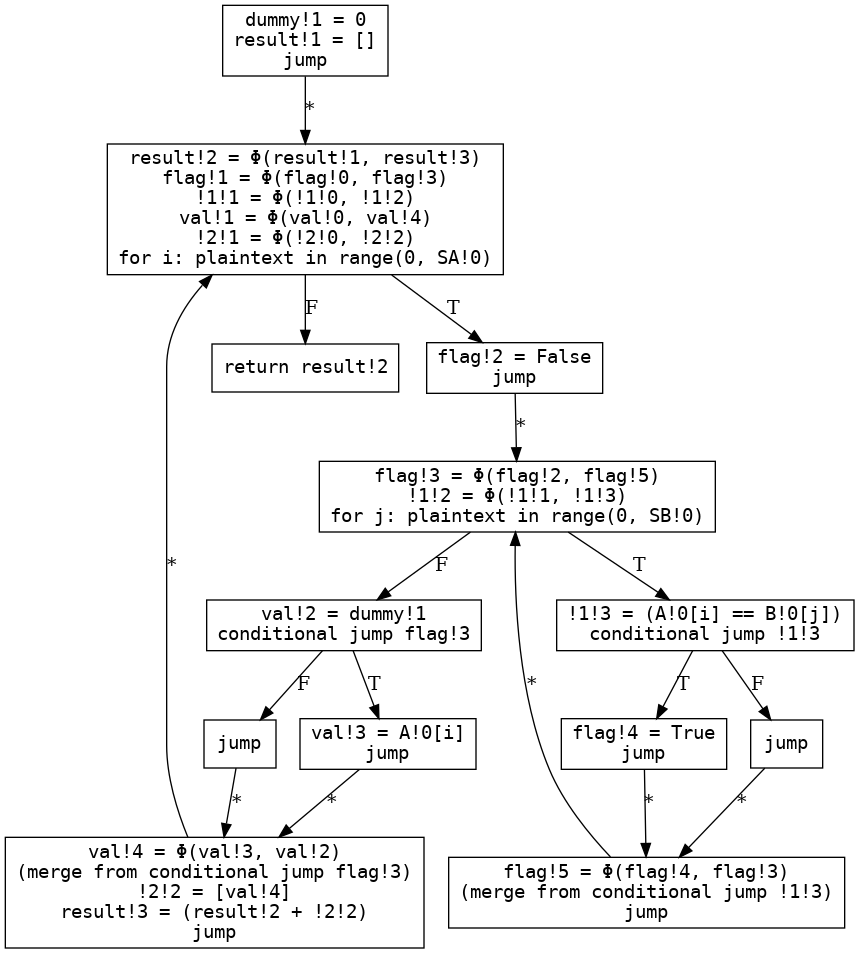 dummy!1 = 0
result!1 = []
jump
*
result!2 = Φ(result!1, result!3)
flag!1 = Φ(flag!0, flag!3)
!1!1 = Φ(!1!0, !1!2)
val!1 = Φ(val!0, val!4)
!2!1 = Φ(!2!0, !2!2)
for i: plaintext in range(0, SA!0)
F
T
return result!2
flag!2 = False
jump
*
flag!3 = Φ(flag!2, flag!5)
!1!2 = Φ(!1!1, !1!3)
for j: plaintext in range(0, SB!0)
*
F
T
val!2 = dummy!1
conditional jump flag!3
!1!3 = (A!0[i] == B!0[j])
conditional jump !1!3
F
T
*
T
F
jump
val!3 = A!0[i]
jump
flag!4 = True
jump
jump
*
*
*
*
val!4 = Φ(val!3, val!2)
(merge from conditional jump flag!3)
!2!2 = [val!4]
result!3 = (result!2 + !2!2)
jump
flag!5 = Φ(flag!4, flag!3)
(merge from conditional jump !1!3)
jump